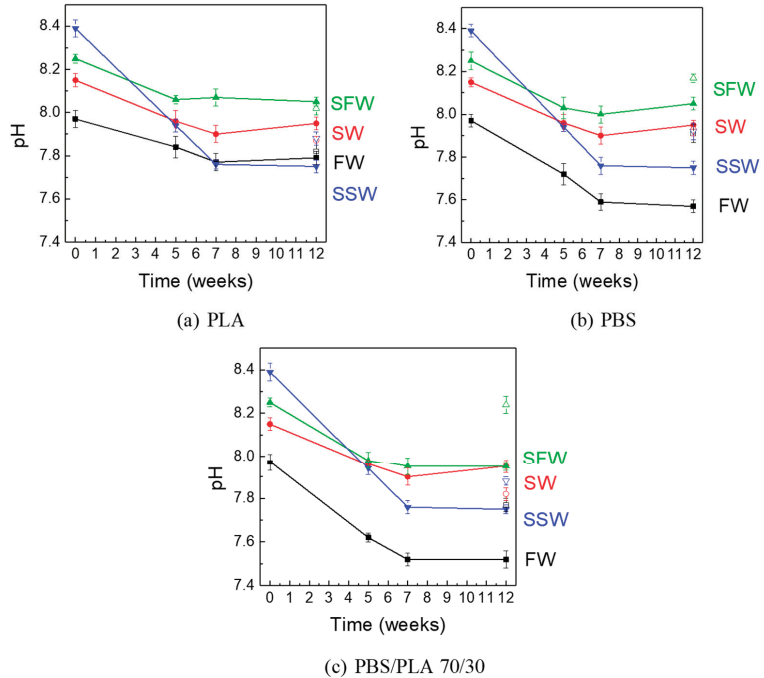 8.4
8.2
8.0
7.8
7.6
7.4
pH
0 1 2 3 4 5 6 7 8 9 10 11 12
Time (weeks)
SFW
SW
FW
SSW
(a) PLA
8.4
8.2
8.0
7.8
7.6
7.4
pH
0 1 2 3 4 5 6 7 8 9 10 11 12
Time (weeks)
SFW
SW
SSW
FW
(b) PBS
8.4
8.2
8.0
7.8
7.6
7.4
pH
0 1 2 3 4 5 6 7 8 9 10 11 12
Time (weeks)
SFW
SW
SSW
FW
(c) PBS/PLA 70/30